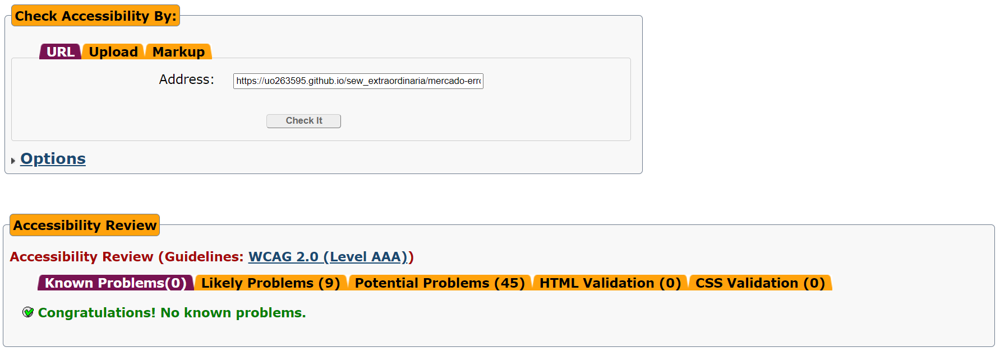 Check Accessibility By:
URL Upload Markup
Address: https://uo263595.github.io/sew_extraordinaria/mercado-erro
Check It
Options
Accessibility Review
Accessibility Review (Guidelines: WCAG 2.0 (Level AAA))
Known Problems(0) Likely Problems (9) Potential Problems (45) HTML Validation (0) CSS Validation (0)
Congratulations! No known problems.